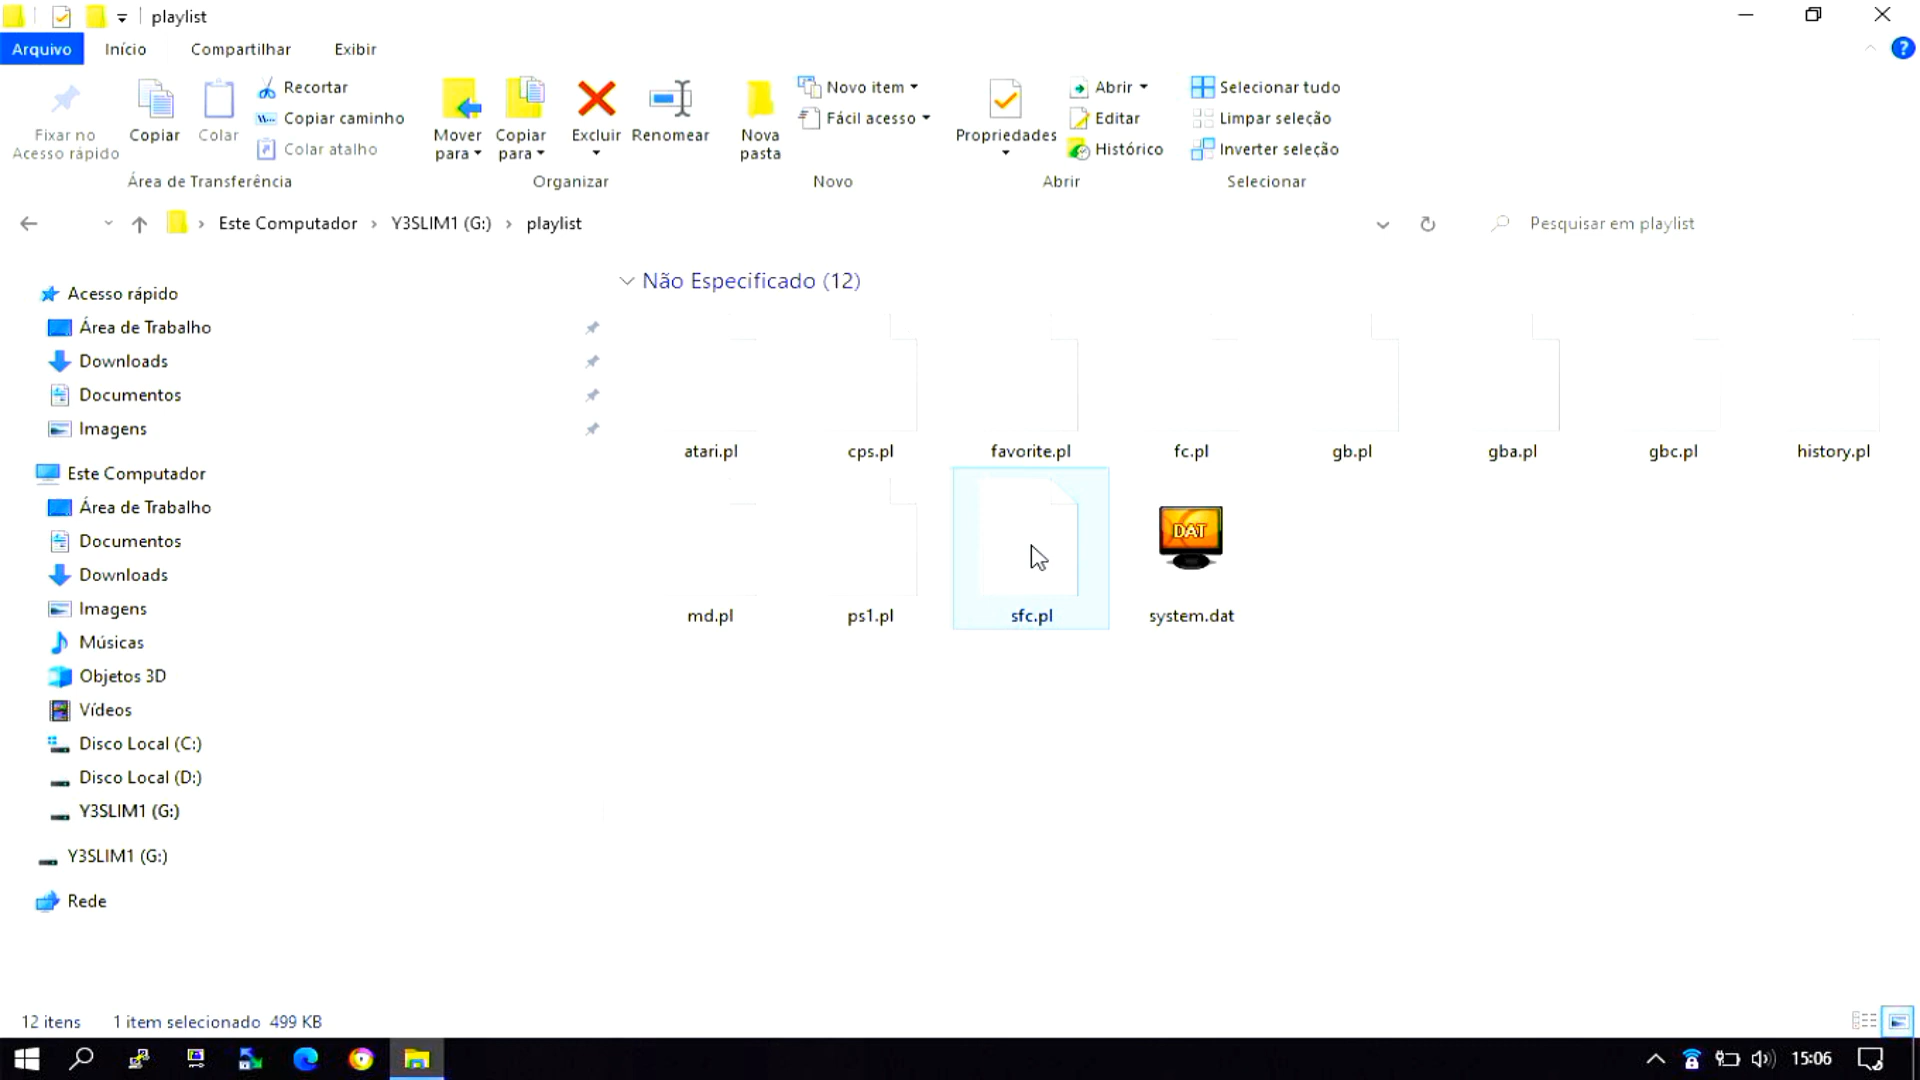 playlist
Arquivo
Início
Compartilhar
Exibir
?
Fixar no
Acesso rápido
Copiar
Colar
Recortar
Copiar caminho
Colar atalho
Área de Transferência
Mover
para
Copiar
para
Excluir
Renomear
Organizar
Nova
pasta
Novo item
Fácil acesso
Novo
Propriedades
Abrir
Editar
Histórico
Abrir
Selecionar tudo
Limpar seleção
Inverter seleção
Selecionar
Este Computador
Y3SLIM1 (G:)
playlist
Pesquisar em playlist
Acesso rápido
Área de Trabalho
Downloads
Documentos
Imagens
Este Computador
Área de Trabalho
Documentos
Downloads
Imagens
Músicas
Objetos 3D
Vídeos
Disco Local (C:)
Disco Local (D:)
Y3SLIM1 (G:)
Y3SLIM1 (G:)
Rede
Não Especificado (12)
atari.pl
cps.pl
favorite.pl
fc.pl
gb.pl
gba.pl
gbc.pl
history.pl
md.pl
ps1.pl
sfc.pl
DAT
system.dat
12 itens
1 item selecionado 499 KB
15:06